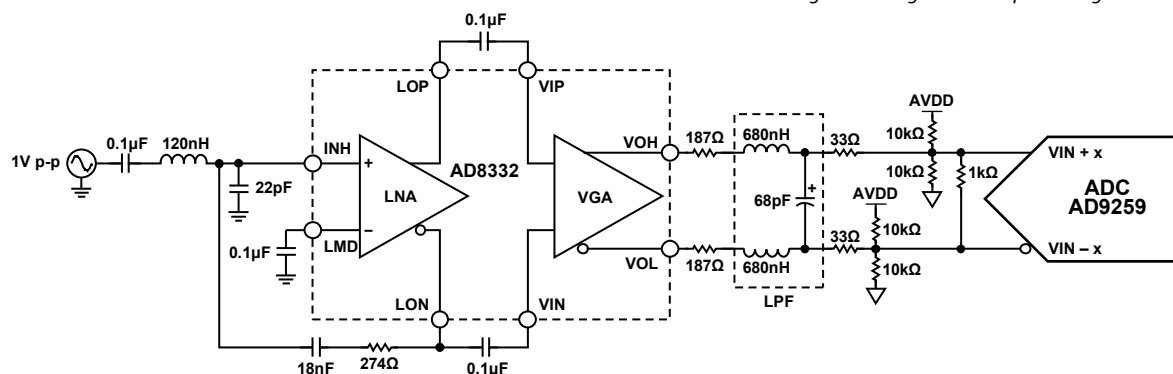 0.1µF
LOP
VIP
AVDD
0.1µF
120nH
INH
VOH
187Ω
680nH
33Ω
10kΩ
VIN + x
1V p-p
+
AD8332
10kΩ
1kΩ
ADC
AD9259
22pF
LNA
VGA
68pF
+
AVDD
–
33Ω
10kΩ
0.1µF
LMD
VOL
187Ω
680nH
10kΩ
VIN – x
LON
VIN
LPF
18nF
274Ω
0.1µF